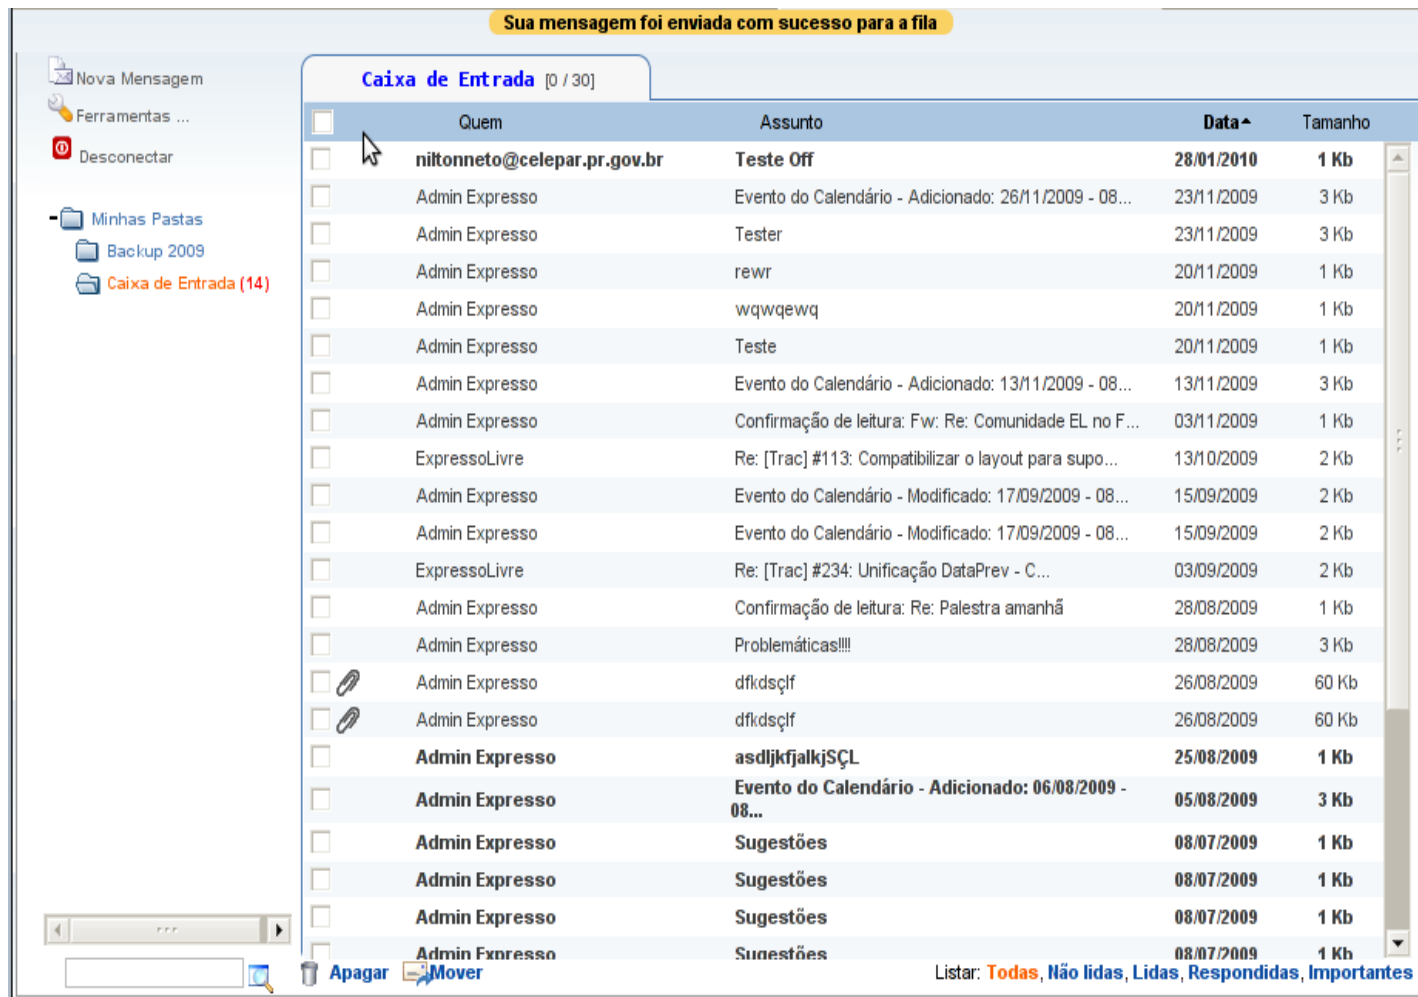 Sua mensagem foi enviada com sucesso para a fila
Nova Mensagem
Ferramentas ...
Desconectar
Minhas Pastas
Backup 2009
Caixa de Entrada (14)
Caixa de Entrada [0 / 30]
Quem Assunto Data Tamanho
niltonneto@celepar.pr.gov.br Teste Off 28/01/2010 1 Kb
Admin Expresso Evento do Calendário - Adicionado: 26/11/2009 - 08... 23/11/2009 3 Kb
Admin Expresso Tester 23/11/2009 3 Kb
Admin Expresso rewr 20/11/2009 1 Kb
Admin Expresso wqwqewq 20/11/2009 1 Kb
Admin Expresso Teste 20/11/2009 1 Kb
Admin Expresso Evento do Calendário - Adicionado: 13/11/2009 - 08... 13/11/2009 3 Kb
Admin Expresso Confirmação de leitura: Fw: Re: Comunidade EL no F... 03/11/2009 1 Kb
ExpressoLivre Re: [Trac] #113: Compatibilizar o layout para supo... 13/10/2009 2 Kb
Admin Expresso Evento do Calendário - Modificado: 17/09/2009 - 08... 15/09/2009 2 Kb
Admin Expresso Evento do Calendário - Modificado: 17/09/2009 - 08... 15/09/2009 2 Kb
ExpressoLivre Re: [Trac] #234: Unificação DataPrev - C... 03/09/2009 2 Kb
Admin Expresso Confirmação de leitura: Re: Palestra amanhã 28/08/2009 1 Kb
Admin Expresso Problemáticas!!!! 28/08/2009 3 Kb
Admin Expresso dfkdsçlf 26/08/2009 60 Kb
Admin Expresso dfkdsçlf 26/08/2009 60 Kb
Admin Expresso asdljkfjalkjSÇL 25/08/2009 1 Kb
Admin Expresso Evento do Calendário - Adicionado: 06/08/2009 - 05/08/2009 3 Kb
08...
Admin Expresso Sugestões 08/07/2009 1 Kb
Admin Expresso Sugestões 08/07/2009 1 Kb
Admin Expresso Sugestões 08/07/2009 1 Kb
Admin Expresso Sugestões 08/07/2009 1 Kb
Apagar Mover Listar: Todas, Não lidas, Lidas, Respondidas, Importantes